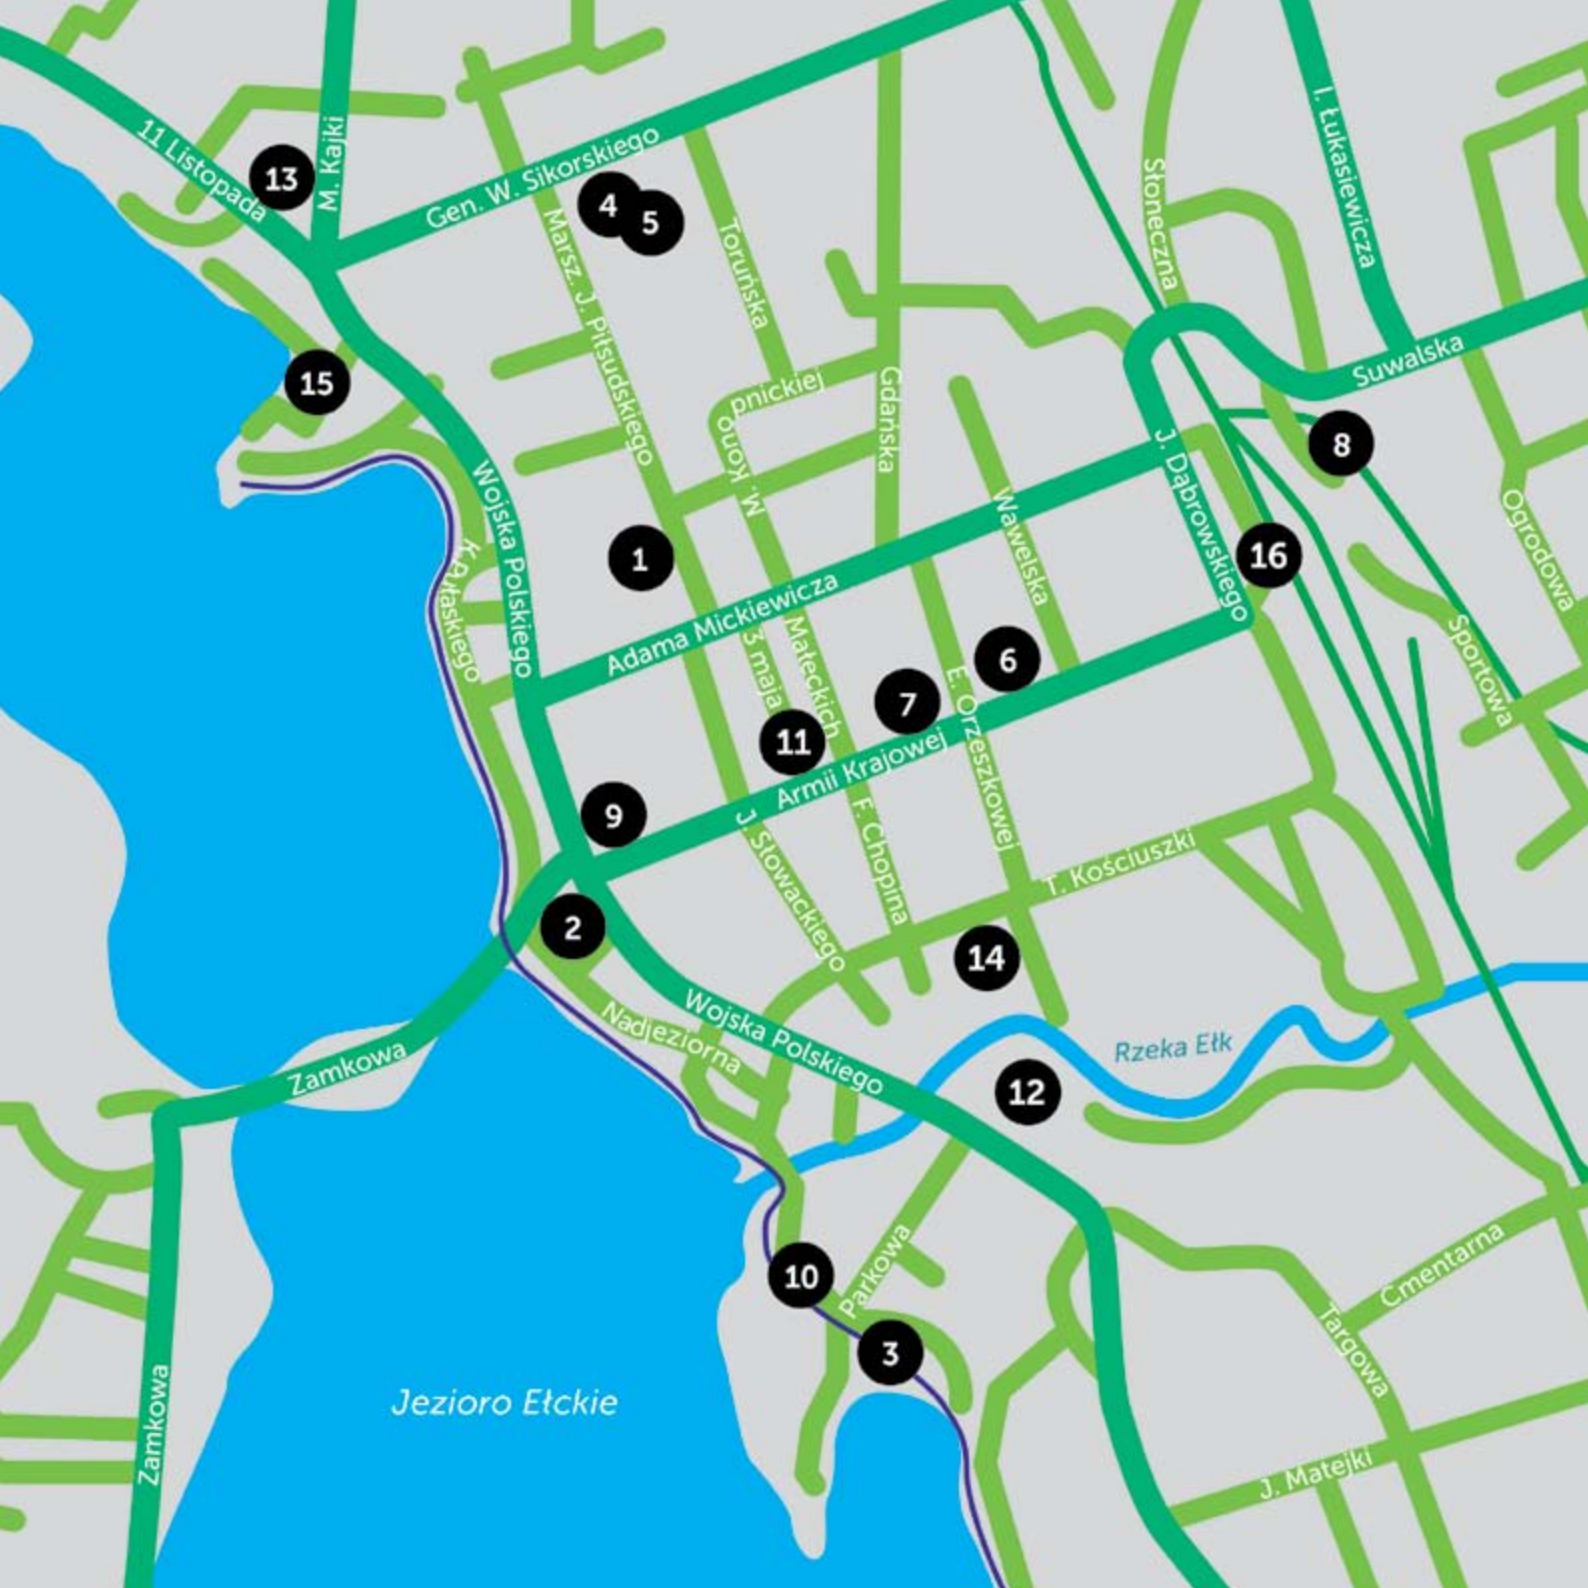 11 Listopada
13
M. Kajki
Gen. W. Sikorskiego
4
5
Marsz. J. Piłsudskiego
Toruńska
Słoneczna
I. Łukasiewicza
Suwalska
15
Wojska Polskiego
M. Kono
pnickiej
Gdańska
Wawelska
J. Dąbrowskiego
8
Ogrodowa
1
16
K. Pułaskiego
Adama Mickiewicza
3 maja
Małeckich
6
7
E. Orzeszkowej
Sportowa
11
Armii Krajowej
9
J. Słowackiego
F. Chopina
T. Kościuszki
2
14
Nadjeziorna
Wojska Polskiego
Zamkowa
Rzeka Ełk
12
10
Parkowa
3
Cmentarna
Targowa
Jezioro Ełckie
Zamkowa
J. Matejki